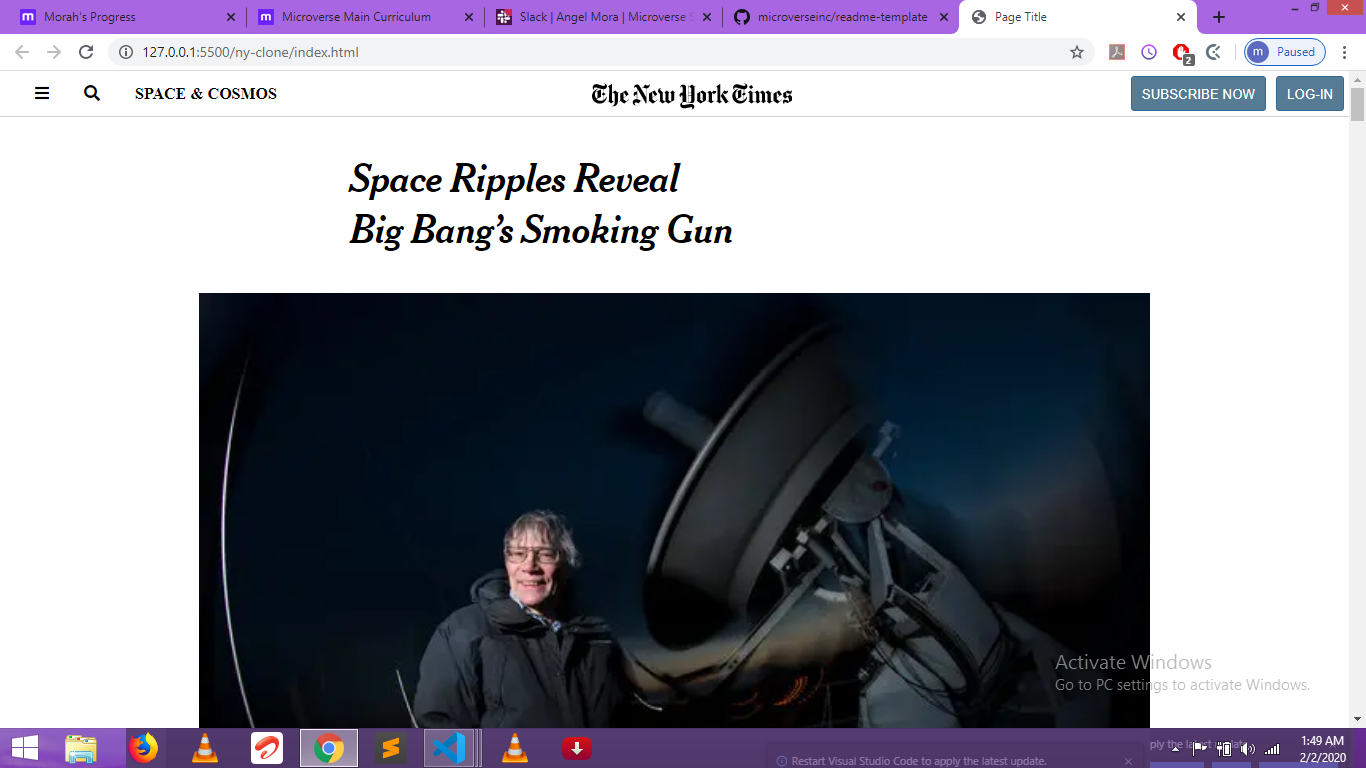 Morah's Progress
Microverse Main Curriculum
Slack | Angel Mora | Microverse
microverseinc/readme-template
Page Title
127.0.0.1:5500/ny-clone/index.html
2
m Paused
SPACE & COSMOS
The New York Times
SUBSCRIBE NOW
LOG-IN
Space Ripples Reveal
Big Bang's Smoking Gun
Activate Windows
Go to PC settings to activate Windows.
Restart Visual Studio Code to apply the latest update.
1:49 AM
2/2/2020